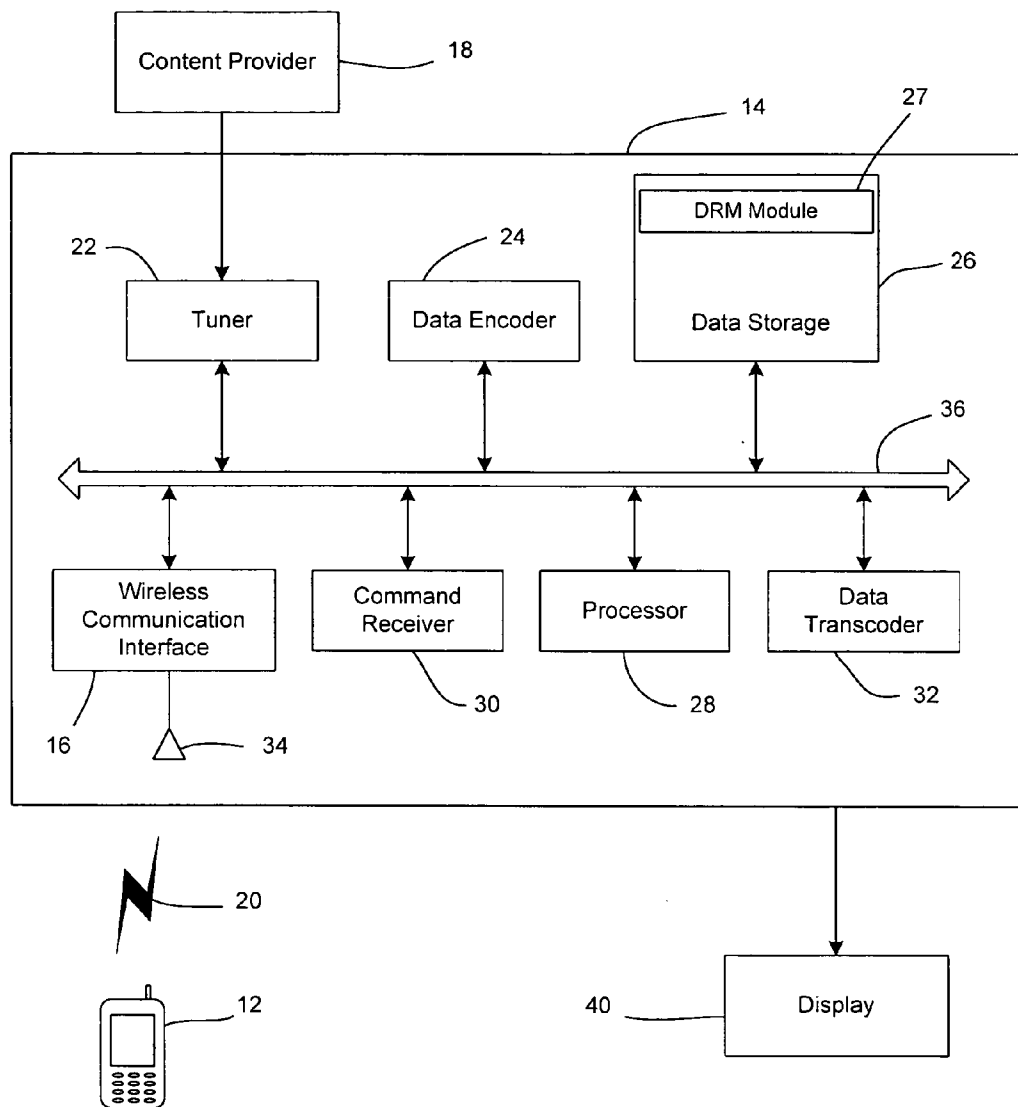 Content Provider
18
14
27
DRM Module
22
24
26
Tuner
Data Encoder
Data Storage
36
Wireless
Communication
Interface
Command
Receiver
Processor
Data
Transcoder
16
34
30
28
32
20
12
40
Display